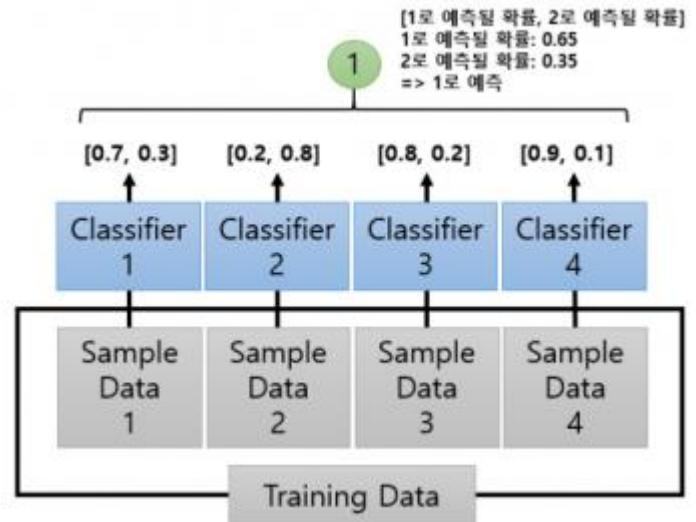 [1로 예측될 확률, 2로 예측될 확률]
1로 예측될 확률: 0.65
2로 예측될 확률: 0.35
=> 1로 예측
1
[0.7, 0.3] [0.2, 0.8] [0.8, 0.2] [0.9, 0.1]
Classifier Classifier Classifier Classifier
1 2 3 4
Sample Sample Sample Sample
Data Data Data Data
1 2 3 4
Training Data